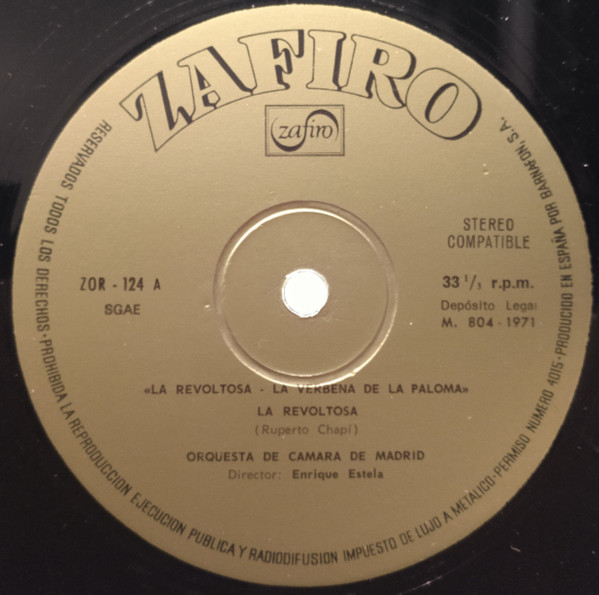 ZAFIRO
zafiro
STEREO
COMPATIBLE
ZOR - 124 A
SGAE
33 1/3 r.p.m.
Depósito Legal
M. 804 - 1971
«LA REVOLTOSA - LA VERBENA DE LA PALOMA»
LA REVOLTOSA
(Ruperto Chapí)
ORQUESTA DE CAMARA DE MADRID
Director: Enrique Estela
RESERVADOS TODOS LOS DERECHOS · PROHIBIDA LA REPRODUCCION EJECUCION PUBLICA Y RADIODIFUSION IMPUESTO DE LUJO A METALICO · PERMISO NUMERO 4015 · PRODUCIDO EN ESPAÑA POR BARNAFON, S.A.